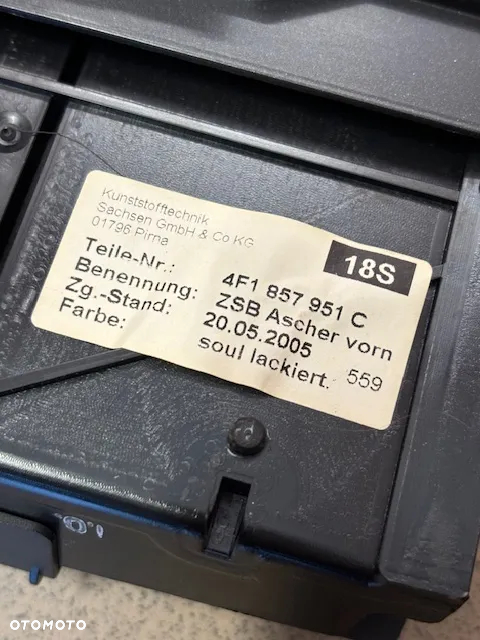 Kunststofftechnik
Sachsen GmbH & Co KG
01796 Pirna
18S
Teile-Nr.: 4F1 857 951 C
Benennung: ZSB Ascher vorn
Zg.-Stand: 20.05.2005
Farbe: soul lackiert. 559
OTOMOTO